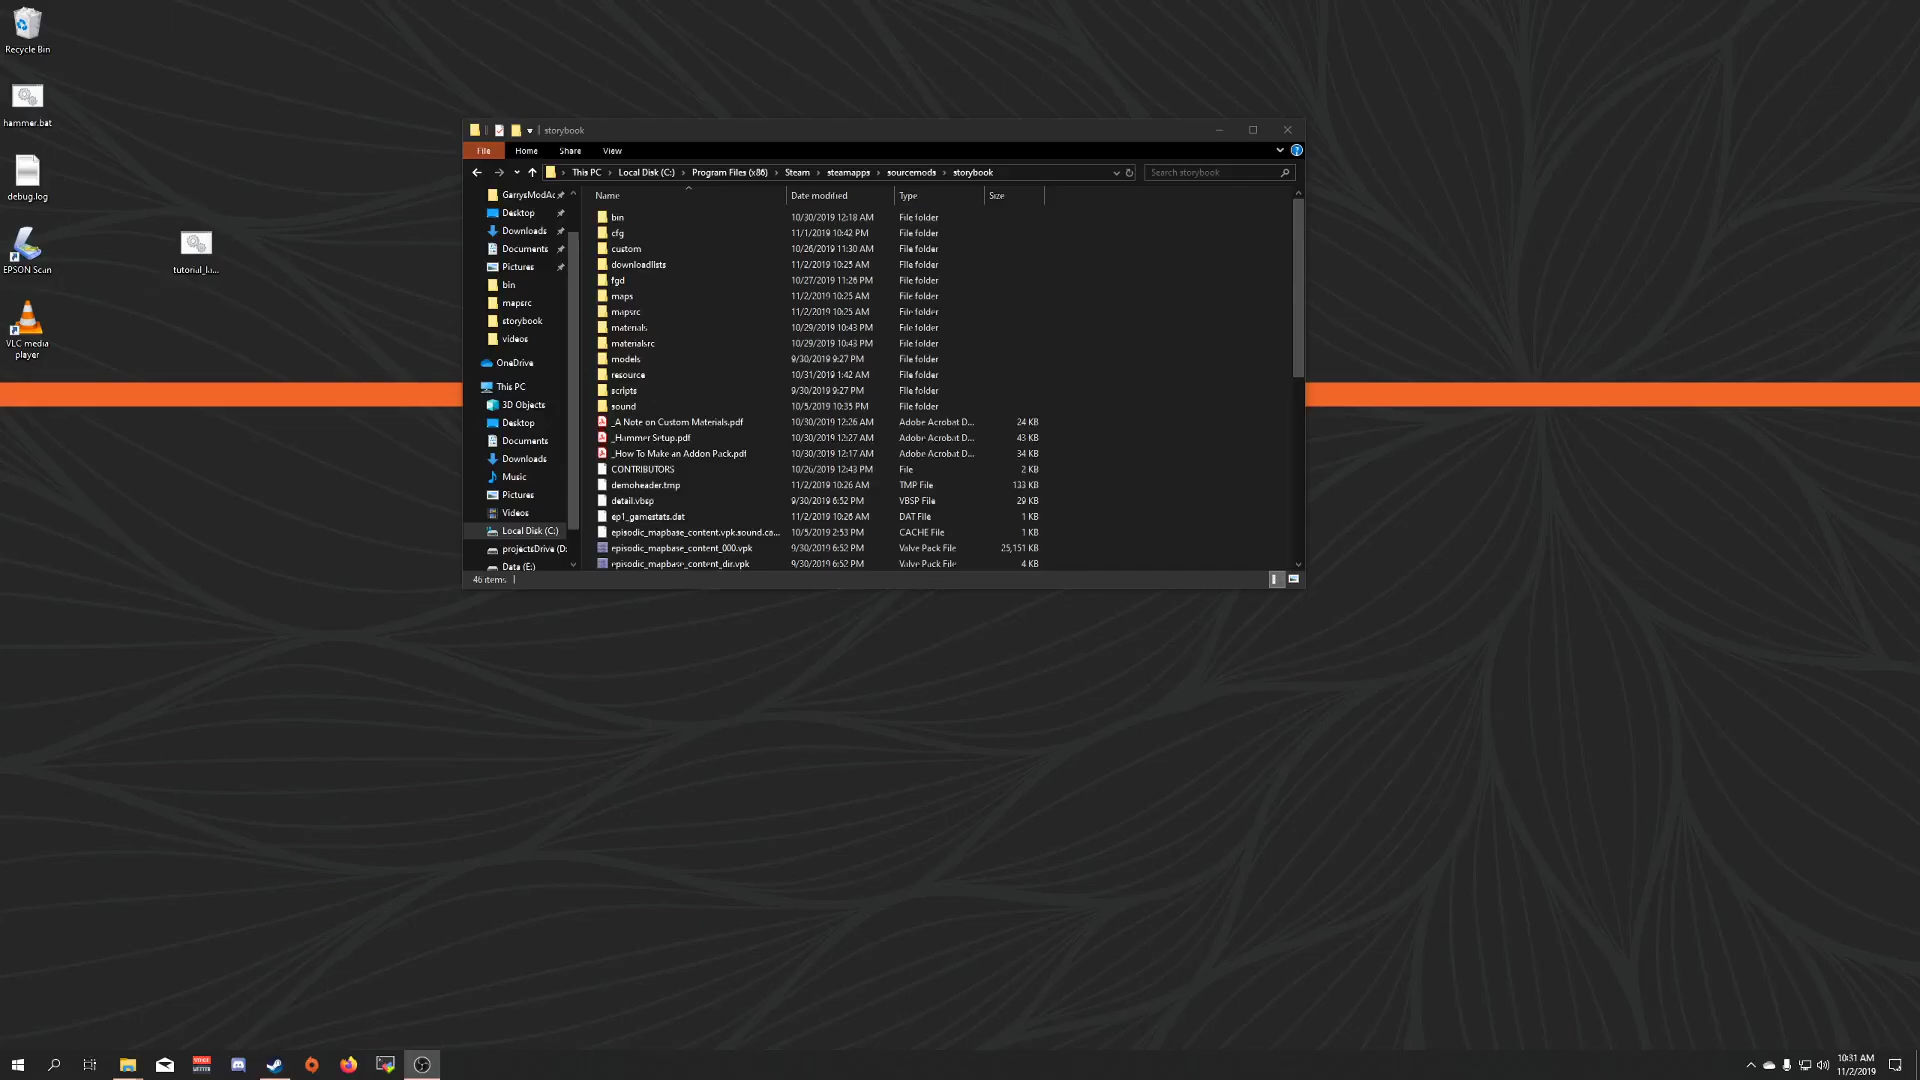 Recycle Bin
hammer.bat
debug.log
EPSON Scan
tutorial_la...
VLC media
player
storybook
File Home Share View
This PC Local Disk (C:) Program Files (x86) Steam steamapps sourcemods storybook
Search storybook
GarrysModAc
Desktop
Downloads
Documents
Pictures
bin
mapsrc
storybook
videos
OneDrive
This PC
3D Objects
Desktop
Documents
Downloads
Music
Pictures
Videos
Local Disk (C:)
projectsDrive (D:
Data (E:)
Name Date modified Type Size
bin 10/30/2019 12:18 AM File folder
cfg 11/1/2019 10:42 PM File folder
custom 10/26/2019 11:30 AM File folder
downloadlists 11/2/2019 10:25 AM File folder
fgd 10/27/2019 11:26 PM File folder
maps 11/2/2019 10:25 AM File folder
mapsrc 11/2/2019 10:25 AM File folder
materials 10/29/2019 10:43 PM File folder
materialsrc 10/29/2019 10:43 PM File folder
models 9/30/2019 9:27 PM File folder
resource 10/31/2019 1:42 AM File folder
scripts 9/30/2019 9:27 PM File folder
sound 10/5/2019 10:35 PM File folder
_A Note on Custom Materials.pdf 10/30/2019 12:26 AM Adobe Acrobat D... 24 KB
_Hammer Setup.pdf 10/30/2019 12:27 AM Adobe Acrobat D... 43 KB
_How To Make an Addon Pack.pdf 10/30/2019 12:17 AM Adobe Acrobat D... 34 KB
CONTRIBUTORS 10/26/2019 12:43 PM File 2 KB
demoheader.tmp 11/2/2019 10:26 AM TMP File 133 KB
detail.vbsp 9/30/2019 6:52 PM VBSP File 29 KB
ep1_gamestats.dat 11/2/2019 10:26 AM DAT File 1 KB
episodic_mapbase_content.vpk.sound.ca... 10/5/2019 2:53 PM CACHE File 1 KB
episodic_mapbase_content_000.vpk 9/30/2019 6:52 PM Valve Pack File 25,151 KB
episodic_mapbase_content_dir.vpk 9/30/2019 6:52 PM Valve Pack File 4 KB
46 items
10:31 AM
11/2/2019